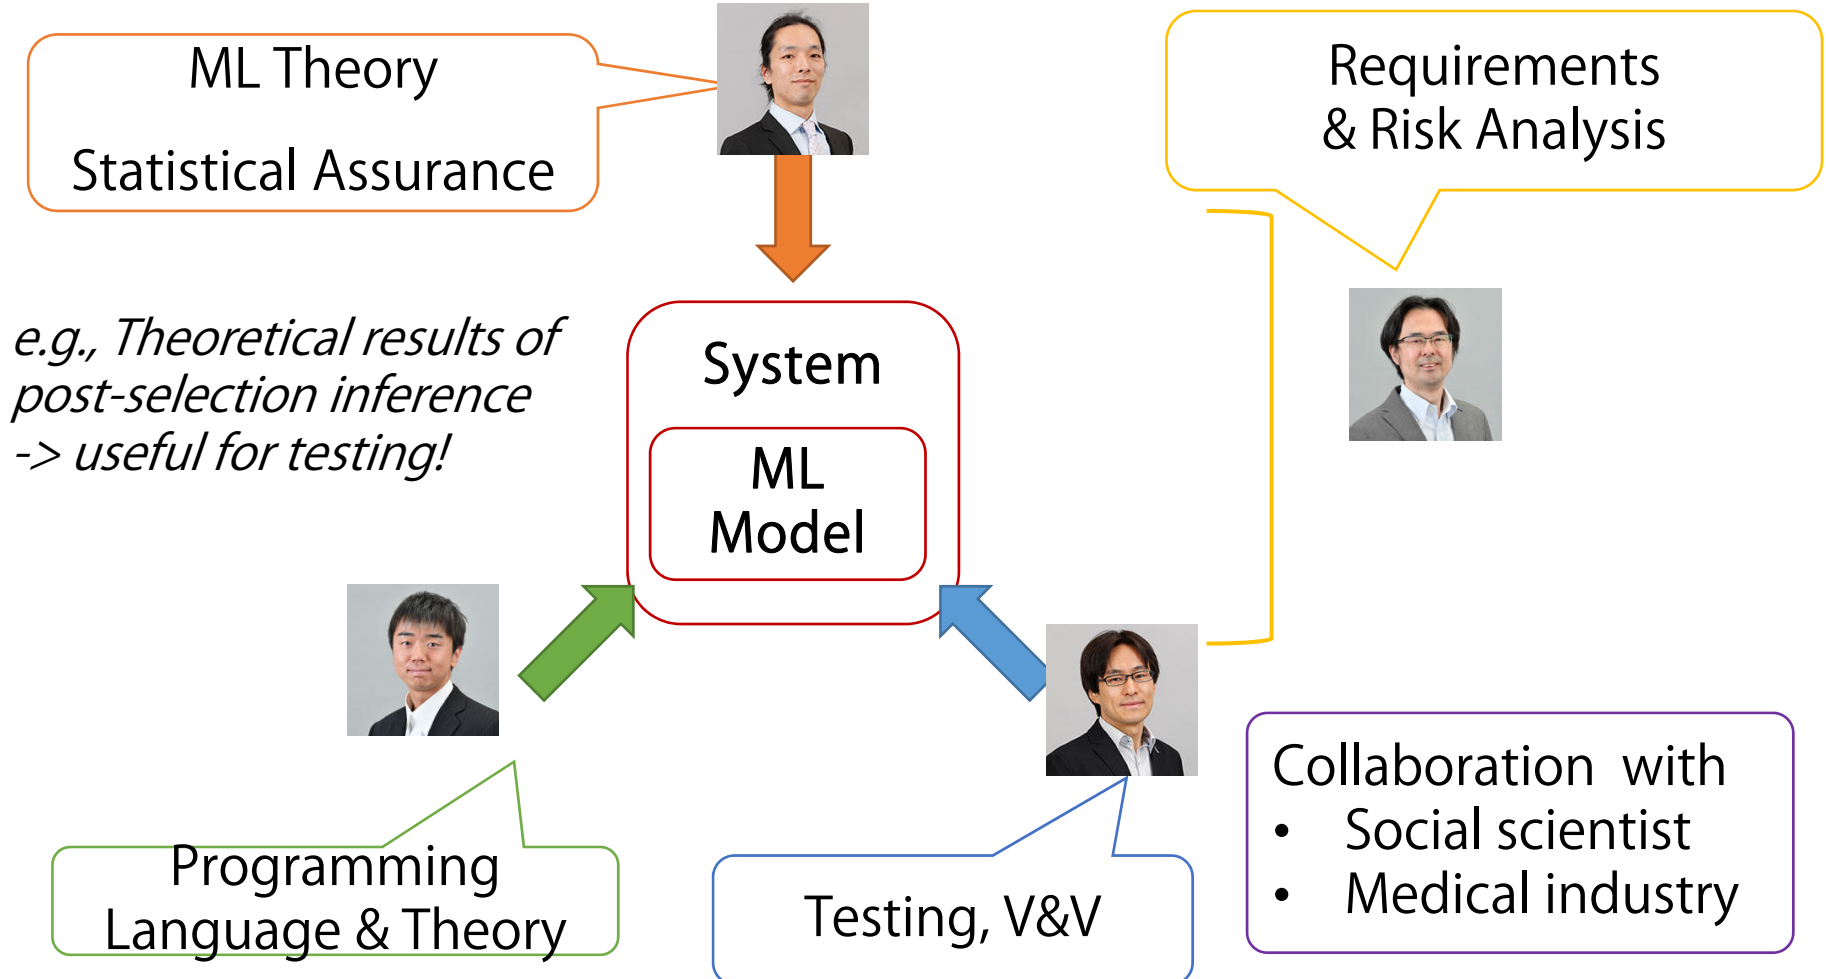 ML Theory
Statistical Assurance
Requirements
& Risk Analysis
e.g., Theoretical results of
post-selection inference
-> useful for testing!
System
ML
Model
Programming
Language & Theory
Testing, V&V
Collaboration with
• Social scientist
• Medical industry